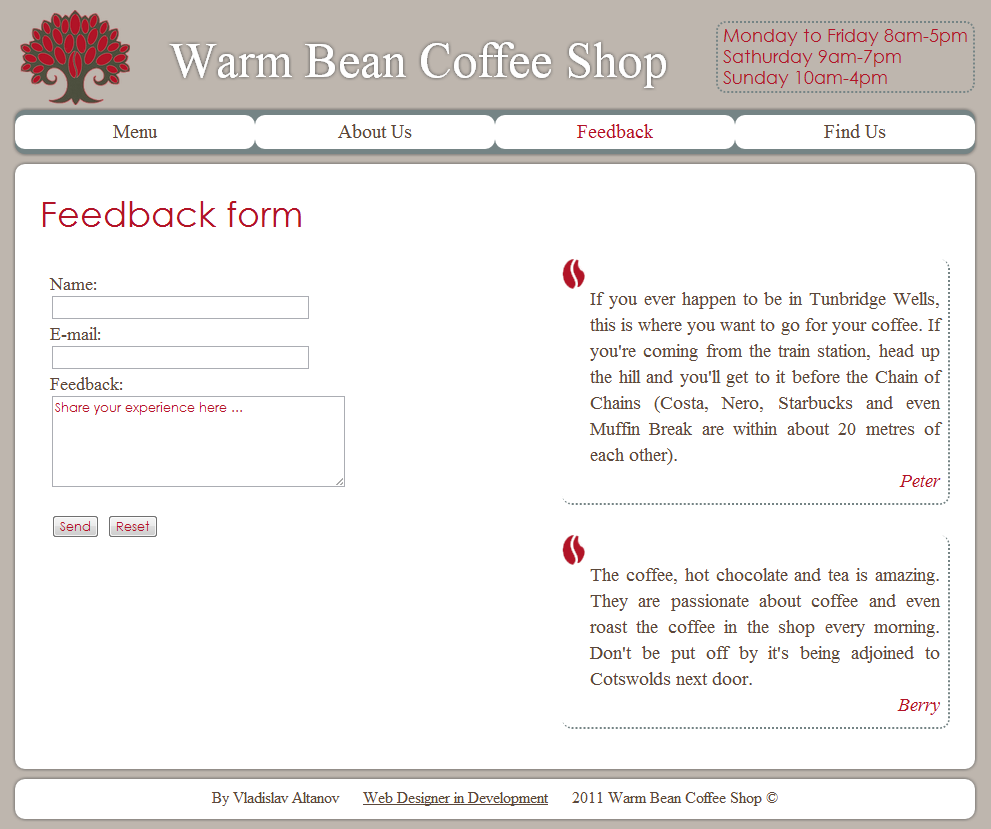 Warm Bean Coffee Shop
Monday to Friday 8am-5pm
Sathurday 9am-7pm
Sunday 10am-4pm
Menu
About Us
Feedback
Find Us
Feedback form
Name:
E-mail:
Feedback:
Share your experience here ...
Send
Reset
If you ever happen to be in Tunbridge Wells,
this is where you want to go for your coffee. If
you're coming from the train station, head up
the hill and you'll get to it before the Chain of
Chains (Costa, Nero, Starbucks and even
Muffin Break are within about 20 metres of
each other).
Peter
The coffee, hot chocolate and tea is amazing.
They are passionate about coffee and even
roast the coffee in the shop every morning.
Don't be put off by it's being adjoined to
Cotswolds next door.
Berry
By Vladislav Altanov
Web Designer in Development
2011 Warm Bean Coffee Shop ©